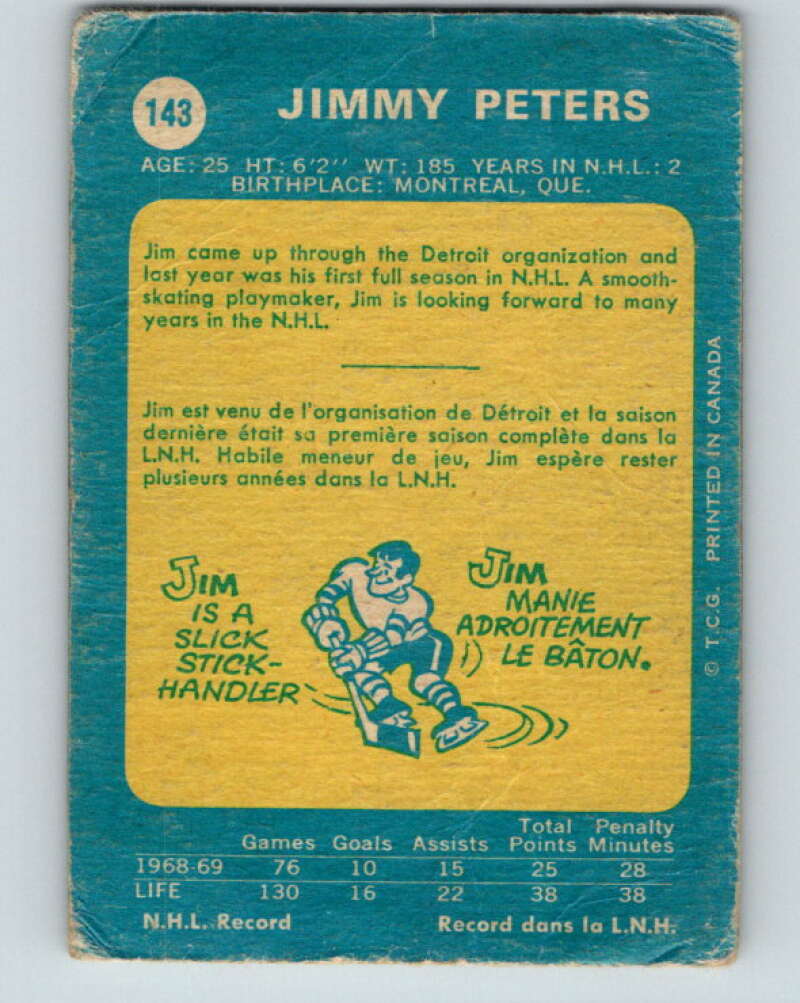 143
JIMMY PETERS
AGE: 25 HT: 6'2'' WT: 185 YEARS IN N.H.L.: 2
BIRTHPLACE: MONTREAL, QUE.
Jim came up through the Detroit organization and
last year was his first full season in N.H.L. A smooth-
skating playmaker, Jim is looking forward to many
years in the N.H.L.
Jim est venu de l'organisation de Détroit et la saison
dernière était sa première saison complète dans la
L.N.H. Habile meneur de jeu, Jim espère rester
plusieurs années dans la L.N.H.
JIM
IS A
SLICK
STICK-
HANDLER
JIM
MANIE
ADROITEMENT
LE BÂTON.
© T.C.G. PRINTED IN CANADA
Total Penalty
Games Goals Assists Points Minutes
1968-69 76 10 15 25 28
LIFE 130 16 22 38 38
N.H.L. Record Record dans la L.N.H.